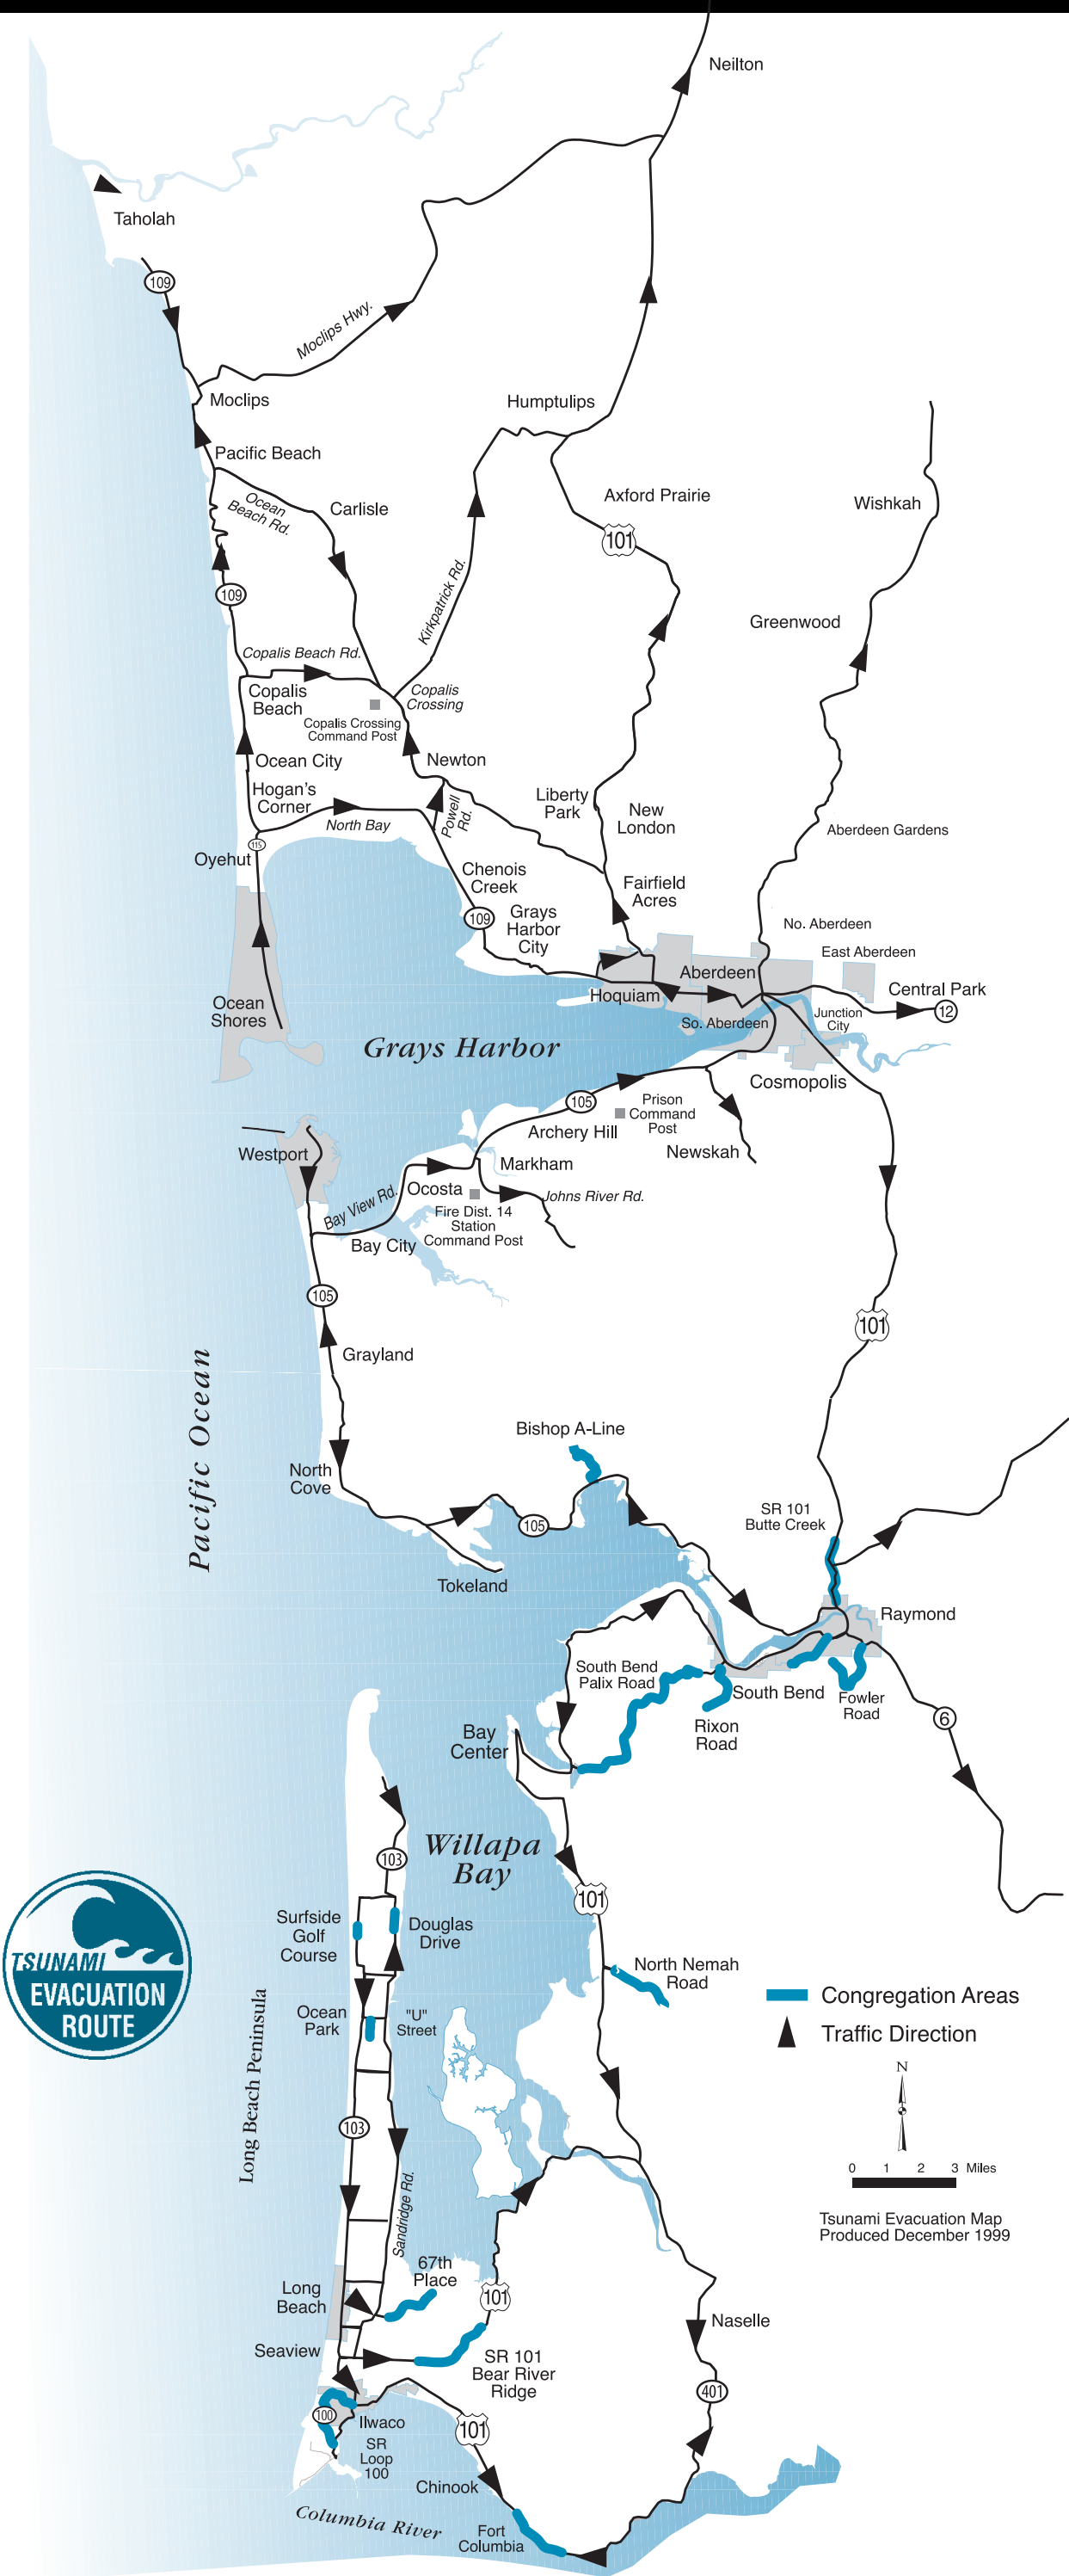 Neilton
Taholah
109
Moclips Hwy.
Moclips
Humptulips
Pacific Beach
Ocean
Beach Rd.
Carlisle
Axford Prairie
Wishkah
101
109
Kirkpatrick Rd.
Greenwood
Copalis Beach Rd.
Copalis
Beach
Copalis
Crossing
Copalis Crossing
Command Post
Ocean City
Newton
Hogan's
Corner
Liberty
Park
New
London
Powell
Rd.
North Bay
Aberdeen Gardens
115
Oyehut
Chenois
Creek
Fairfield
Acres
109
Grays
Harbor
City
No. Aberdeen
East Aberdeen
Aberdeen
Central Park
12
Hoquiam
Ocean
Shores
Junction
City
So. Aberdeen
Grays Harbor
Cosmopolis
105
Prison
Command
Post
Archery Hill
Newskah
Westport
Markham
Ocosta
Johns River Rd.
Bay View Rd.
Fire Dist. 14
Station
Command Post
Bay City
105
101
Grayland
Pacific Ocean
Bishop A-Line
North
Cove
SR 101
Butte Creek
105
Tokeland
Raymond
South Bend
Palix Road
South Bend
Fowler
Road
Rixon
Road
6
Bay
Center
Willapa
Bay
103
101
Surfside
Golf
Course
Douglas
Drive
TSUNAMI
EVACUATION
ROUTE
North Nemah
Road
Congregation Areas
Ocean
Park
"U"
Street
Traffic Direction
Long Beach Peninsula
N
103
0 1 2 3 Miles
Sandridge Rd.
Tsunami Evacuation Map
Produced December 1999
67th
Place
Long
Beach
101
Naselle
Seaview
SR 101
Bear River
Ridge
401
100
Ilwaco
SR
Loop
100
101
Chinook
Columbia River
Fort
Columbia